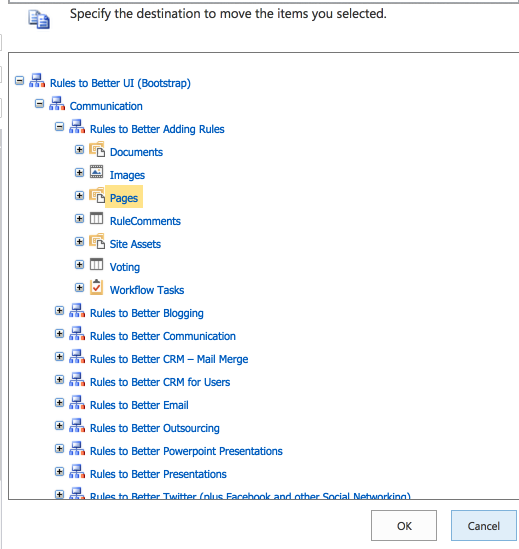 Specify the destination to move the items you selected.
Rules to Better UI (Bootstrap)
Communication
Rules to Better Adding Rules
Documents
Images
Pages
RuleComments
Site Assets
Voting
Workflow Tasks
Rules to Better Blogging
Rules to Better Communication
Rules to Better CRM – Mail Merge
Rules to Better CRM for Users
Rules to Better Email
Rules to Better Outsourcing
Rules to Better Powerpoint Presentations
Rules to Better Presentations
Rules to Better Twitter (plus Facebook and other Social Networking)
OK Cancel